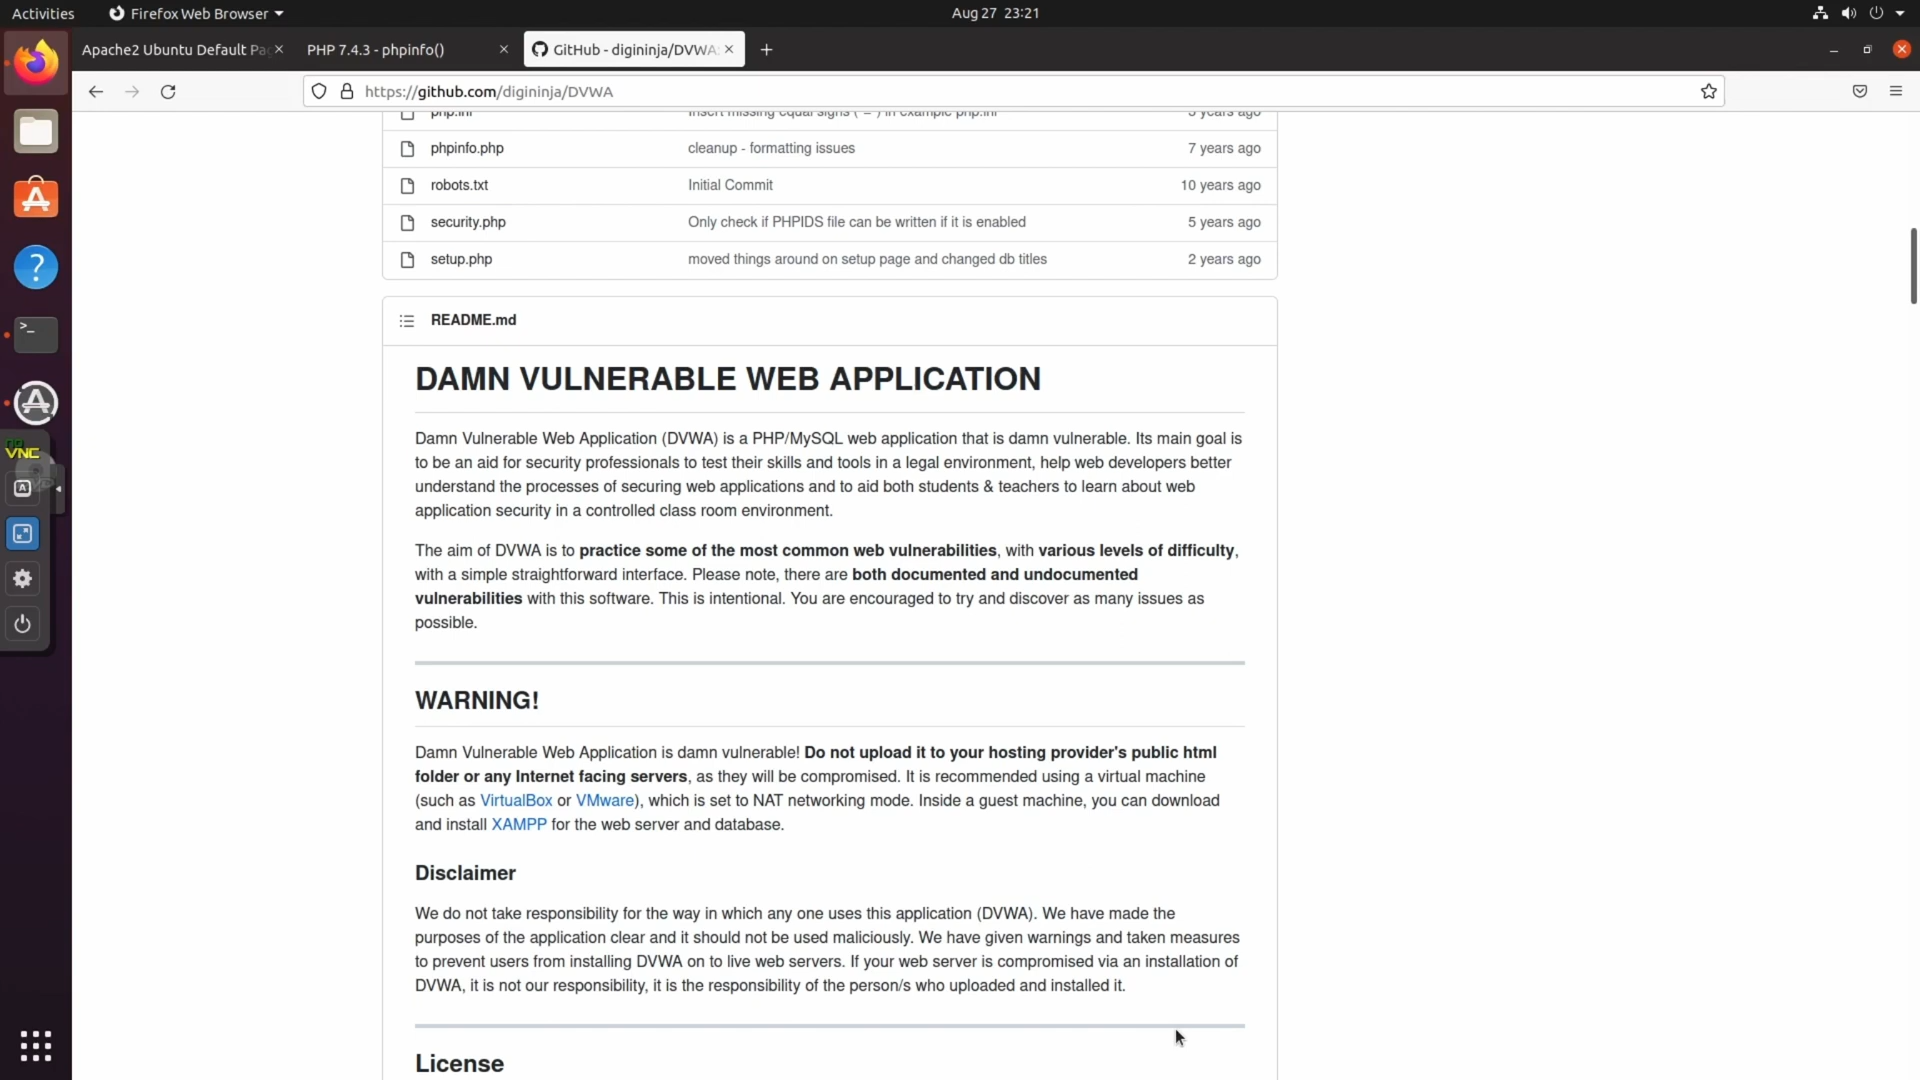 Activities
Firefox Web Browser
Aug 27 23:21
Apache2 Ubuntu Default Pa
PHP 7.4.3 - phpinfo()
GitHub - digininja/DVWA:
https://github.com/digininja/DVWA
php.ini Insert missing equal signs ("=") in example php.ini 5 years ago
phpinfo.php cleanup - formatting issues 7 years ago
robots.txt Initial Commit 10 years ago
security.php Only check if PHPIDS file can be written if it is enabled 5 years ago
setup.php moved things around on setup page and changed db titles 2 years ago
README.md
DAMN VULNERABLE WEB APPLICATION
Damn Vulnerable Web Application (DVWA) is a PHP/MySQL web application that is damn vulnerable. Its main goal is
to be an aid for security professionals to test their skills and tools in a legal environment, help web developers better
understand the processes of securing web applications and to aid both students & teachers to learn about web
application security in a controlled class room environment.
The aim of DVWA is to practice some of the most common web vulnerabilities, with various levels of difficulty,
with a simple straightforward interface. Please note, there are both documented and undocumented
vulnerabilities with this software. This is intentional. You are encouraged to try and discover as many issues as
possible.
WARNING!
Damn Vulnerable Web Application is damn vulnerable! Do not upload it to your hosting provider's public html
folder or any Internet facing servers, as they will be compromised. It is recommended using a virtual machine
(such as VirtualBox or VMware), which is set to NAT networking mode. Inside a guest machine, you can download
and install XAMPP for the web server and database.
Disclaimer
We do not take responsibility for the way in which any one uses this application (DVWA). We have made the
purposes of the application clear and it should not be used maliciously. We have given warnings and taken measures
to prevent users from installing DVWA on to live web servers. If your web server is compromised via an installation of
DVWA, it is not our responsibility, it is the responsibility of the person/s who uploaded and installed it.
License
no
VNC